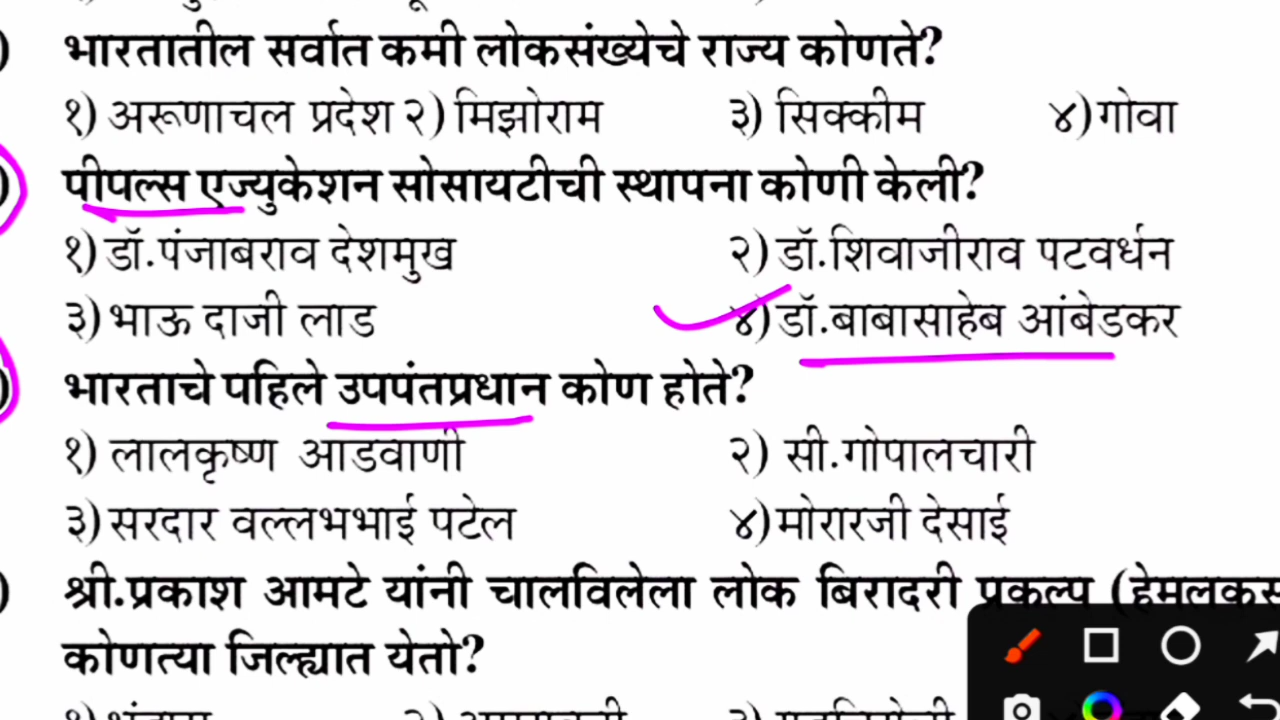 भारतातील सर्वात कमी लोकसंख्येचे राज्य कोणते?
१) अरूणाचल प्रदेश २) मिझोराम ३) सिक्कीम ४) गोवा
पीपल्स एज्युकेशन सोसायटीची स्थापना कोणी केली?
१) डॉ.पंजाबराव देशमुख २) डॉ.शिवाजीराव पटवर्धन
३) भाऊ दाजी लाड ४) डॉ.बाबासाहेब आंबेडकर
भारताचे पहिले उपपंतप्रधान कोण होते?
१) लालकृष्ण आडवाणी २) सी.गोपालचारी
३) सरदार वल्लभभाई पटेल ४) मोरारजी देसाई
श्री.प्रकाश आमटे यांनी चालविलेला लोक बिरादरी प्रकल्प
कोणत्या जिल्ह्यात येतो?